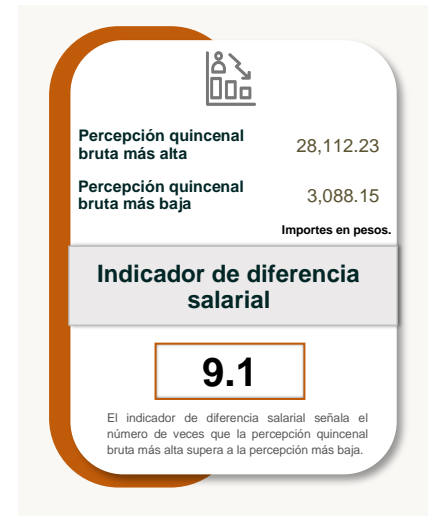 Percepción quincenal
bruta más alta
28,112.23
Percepción quincenal
bruta más baja
3,088.15
Importes en pesos.
Indicador de diferencia
salarial
9.1
El indicador de diferencia salarial señala el
número de veces que la percepción quincenal
bruta más alta supera a la percepción más baja.